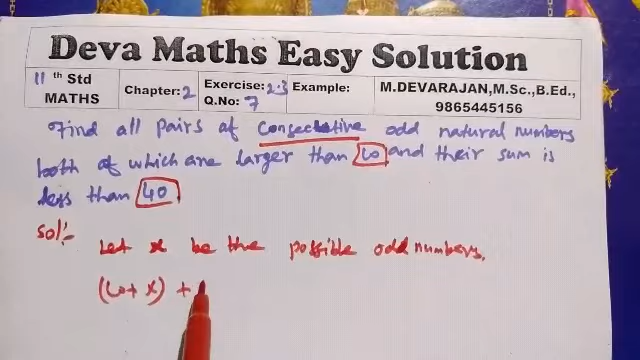 Deva Maths Easy Solution
11th Std MATHS
Chapter: 2
Exercise: 2.3
Q.No: 7
Example:
M.DEVARAJAN,M.Sc.,B.Ed.,
9865445156
Find all pairs of consecutive odd natural numbers
both of which are larger than 10 and their sum is
less than 40
Sol:-
Let x be the possible odd numbers.
(10+ x) +